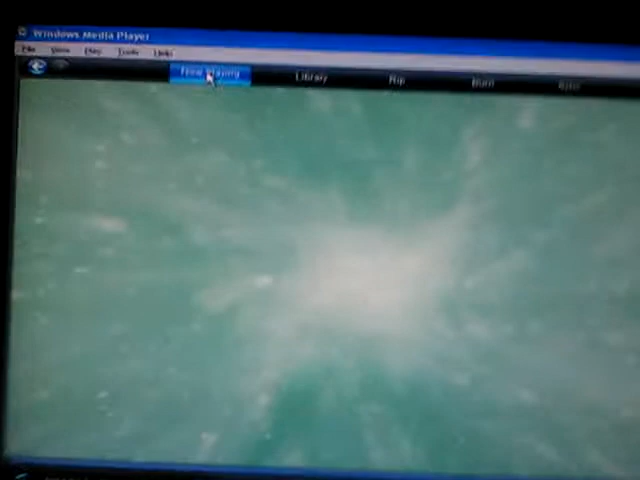 Windows Media Player
File View Play Tools Help
Now Playing Library Rip Burn Sync